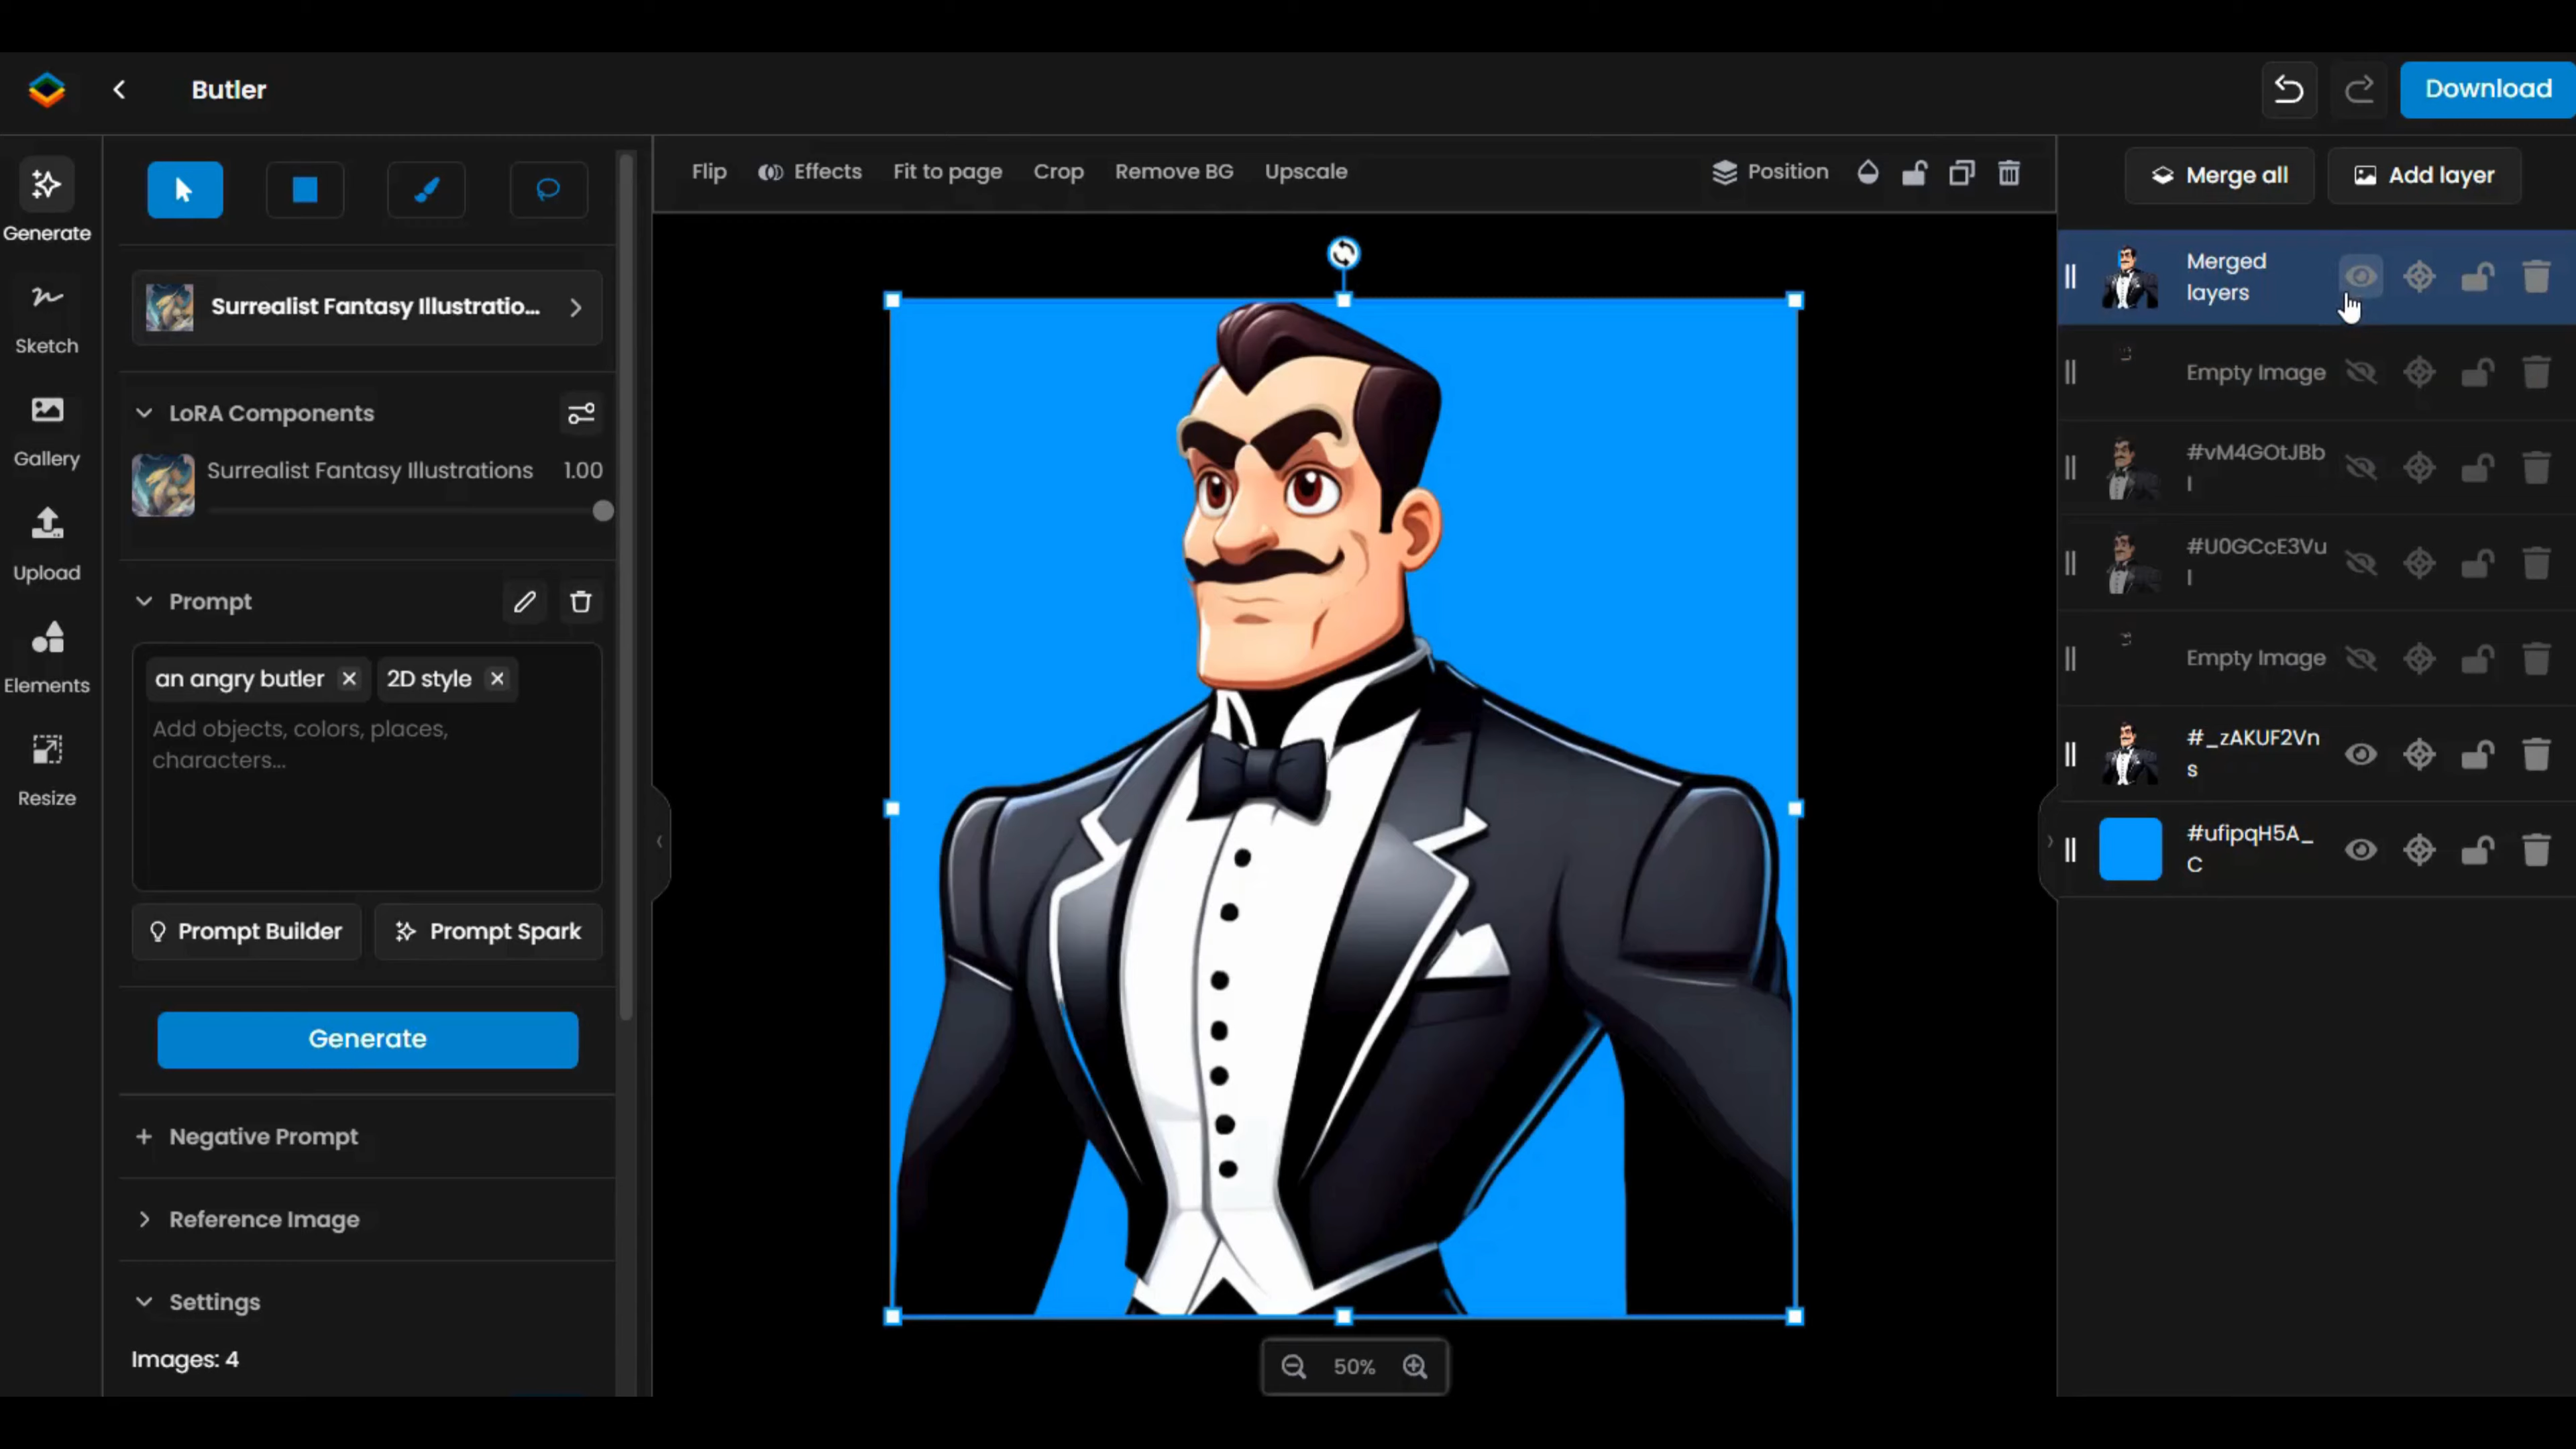 Butler
Download
Generate
Sketch
Gallery
Upload
Elements
Resize
Surrealist Fantasy Illustratio...
LoRA Components
Surrealist Fantasy Illustrations 1.00
Prompt
an angry butler 2D style
Add objects, colors, places,
characters...
Prompt Builder Prompt Spark
Generate
Negative Prompt
Reference Image
Settings
Images: 4
Flip Effects Fit to page Crop Remove BG Upscale Position
50%
Merge all Add layer
Merged
layers
Empty Image
#vM4GOtJBb
I
#U0GCcE3Vu
I
Empty Image
#_zAKUF2Vn
s
#ufipqH5A_
C